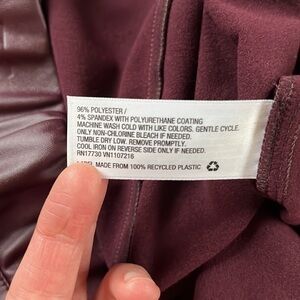 96% POLYESTER /
4% SPANDEX WITH POLYURETHANE COATING
MACHINE WASH COLD WITH LIKE COLORS. GENTLE CYCLE.
ONLY NON-CHLORINE BLEACH IF NEEDED.
TUMBLE DRY LOW. REMOVE PROMPTLY.
COOL IRON ON REVERSE SIDE ONLY IF NEEDED.
RN17730 VN1107216
LABEL MADE FROM 100% RECYCLED PLASTIC